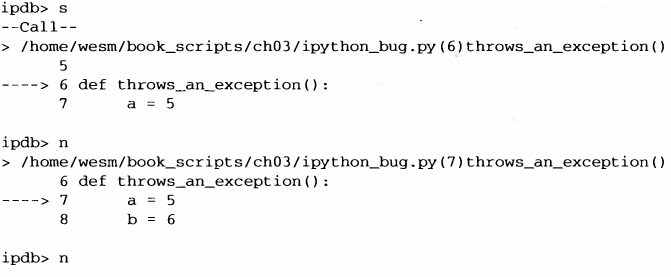 ipdb> s
--Call--
> /home/wesm/book_scripts/ch03/ipython_bug.py(6)throws_an_exception()
      5
----> 6 def throws_an_exception():
      7     a = 5

ipdb> n
> /home/wesm/book_scripts/ch03/ipython_bug.py(7)throws_an_exception()
      6 def throws_an_exception():
----> 7     a = 5
      8     b = 6

ipdb> n